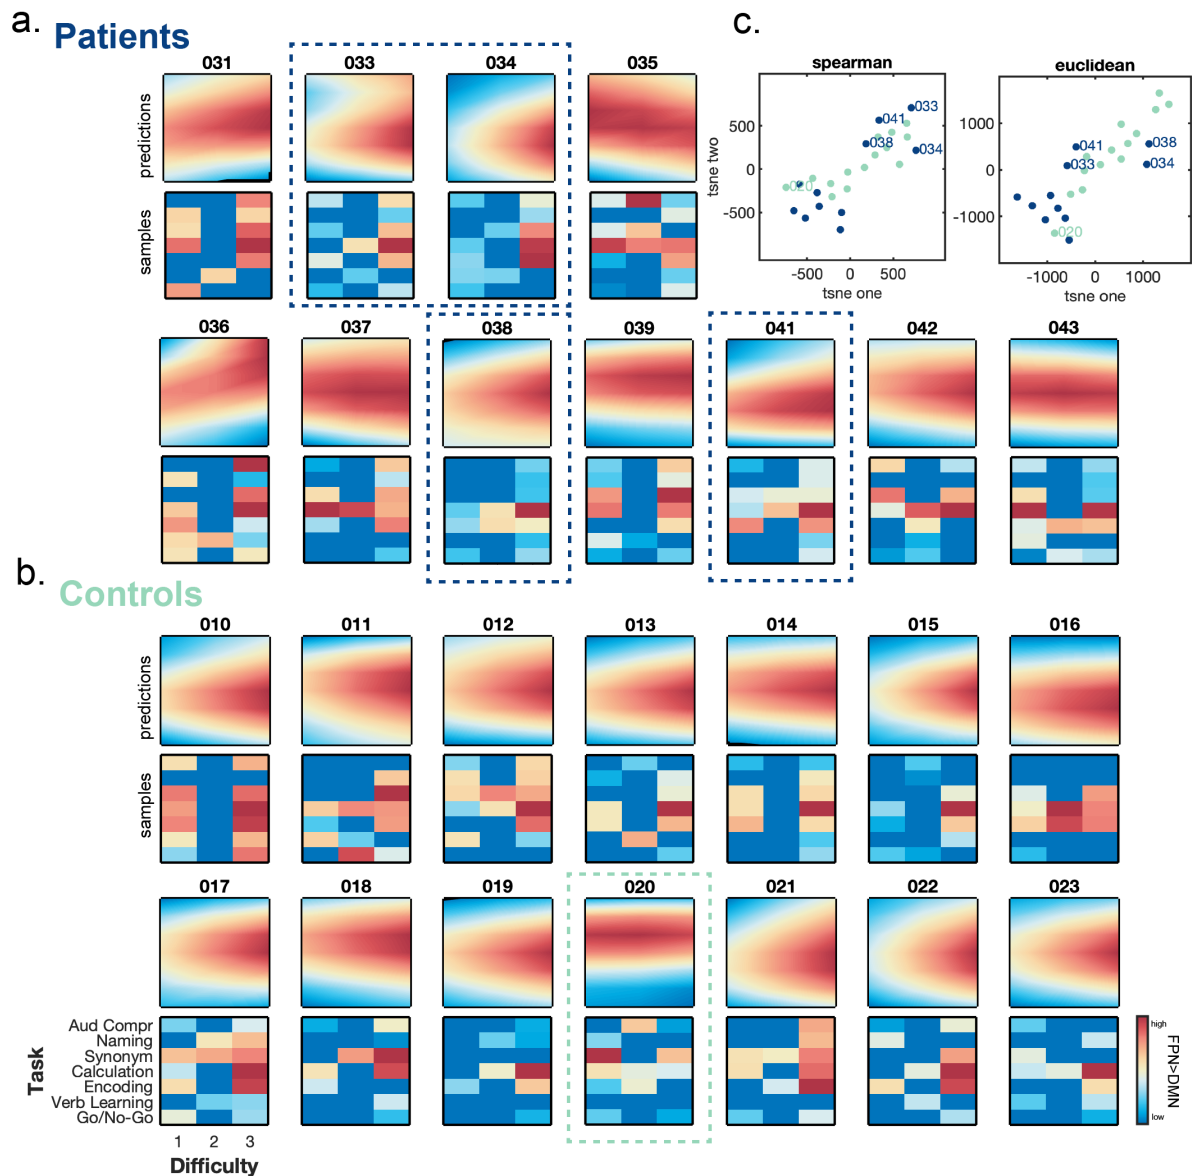 a. Patients
031 033 034 035
predictions
samples
036 037 038 039 041 042 043
c.
spearman
tsne two
500
0
-500
-500 0 500
tsne one
033
041
038
034
020
euclidean
1000
0
-1000
-1000 0 1000
tsne one
041
038
033
034
020
b. Controls
010 011 012 013 014 015 016
predictions
samples
017 018 019 020 021 022 023
Task
Aud Compr
Naming
Synonym
Calculation
Encoding
Verb Learning
Go/No-Go
1 2 3
Difficulty
high
low
FPN>DMN